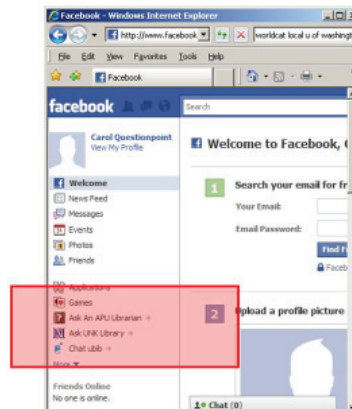 Facebook - Windows Internet Explorer
http://www.facebook
worldcat local u of washingt
File Edit View Favorites Tools Help
Facebook
facebook
Search
Carol Questionpoint
View My Profile
Welcome
News Feed
Messages
Events
Photos
Friends
Applications
Games
Ask An APU Librarian
Ask UNK Library
Chat ubib
More
Friends Online
No one is online.
Welcome to Facebook, C
1
Search your email for fr
Your Email:
Email Password:
Find Fr
Faceb
2
Upload a profile picture
Chat (0)